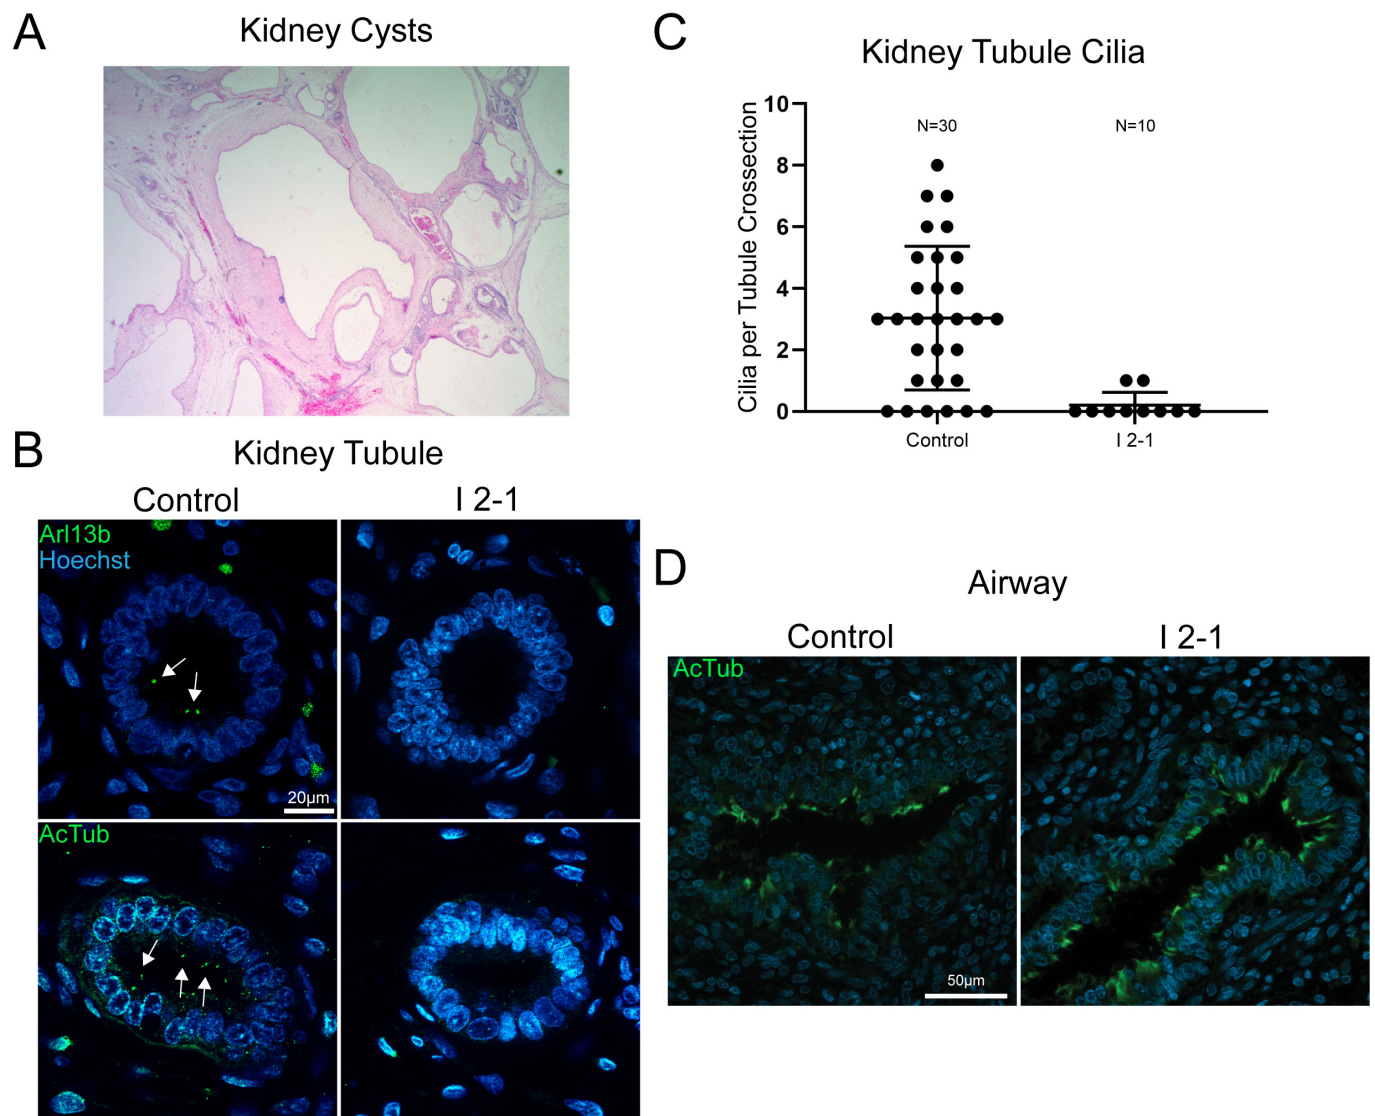 A
Kidney Cysts
B
Kidney Tubule
Control
I 2-1
Arl13b
Hoechst
20µm
AcTub
C
Kidney Tubule Cilia
Cilia per Tubule Crossection
10
8
6
4
2
0
N=30
N=10
Control
I 2-1
D
Airway
Control
I 2-1
AcTub
50µm